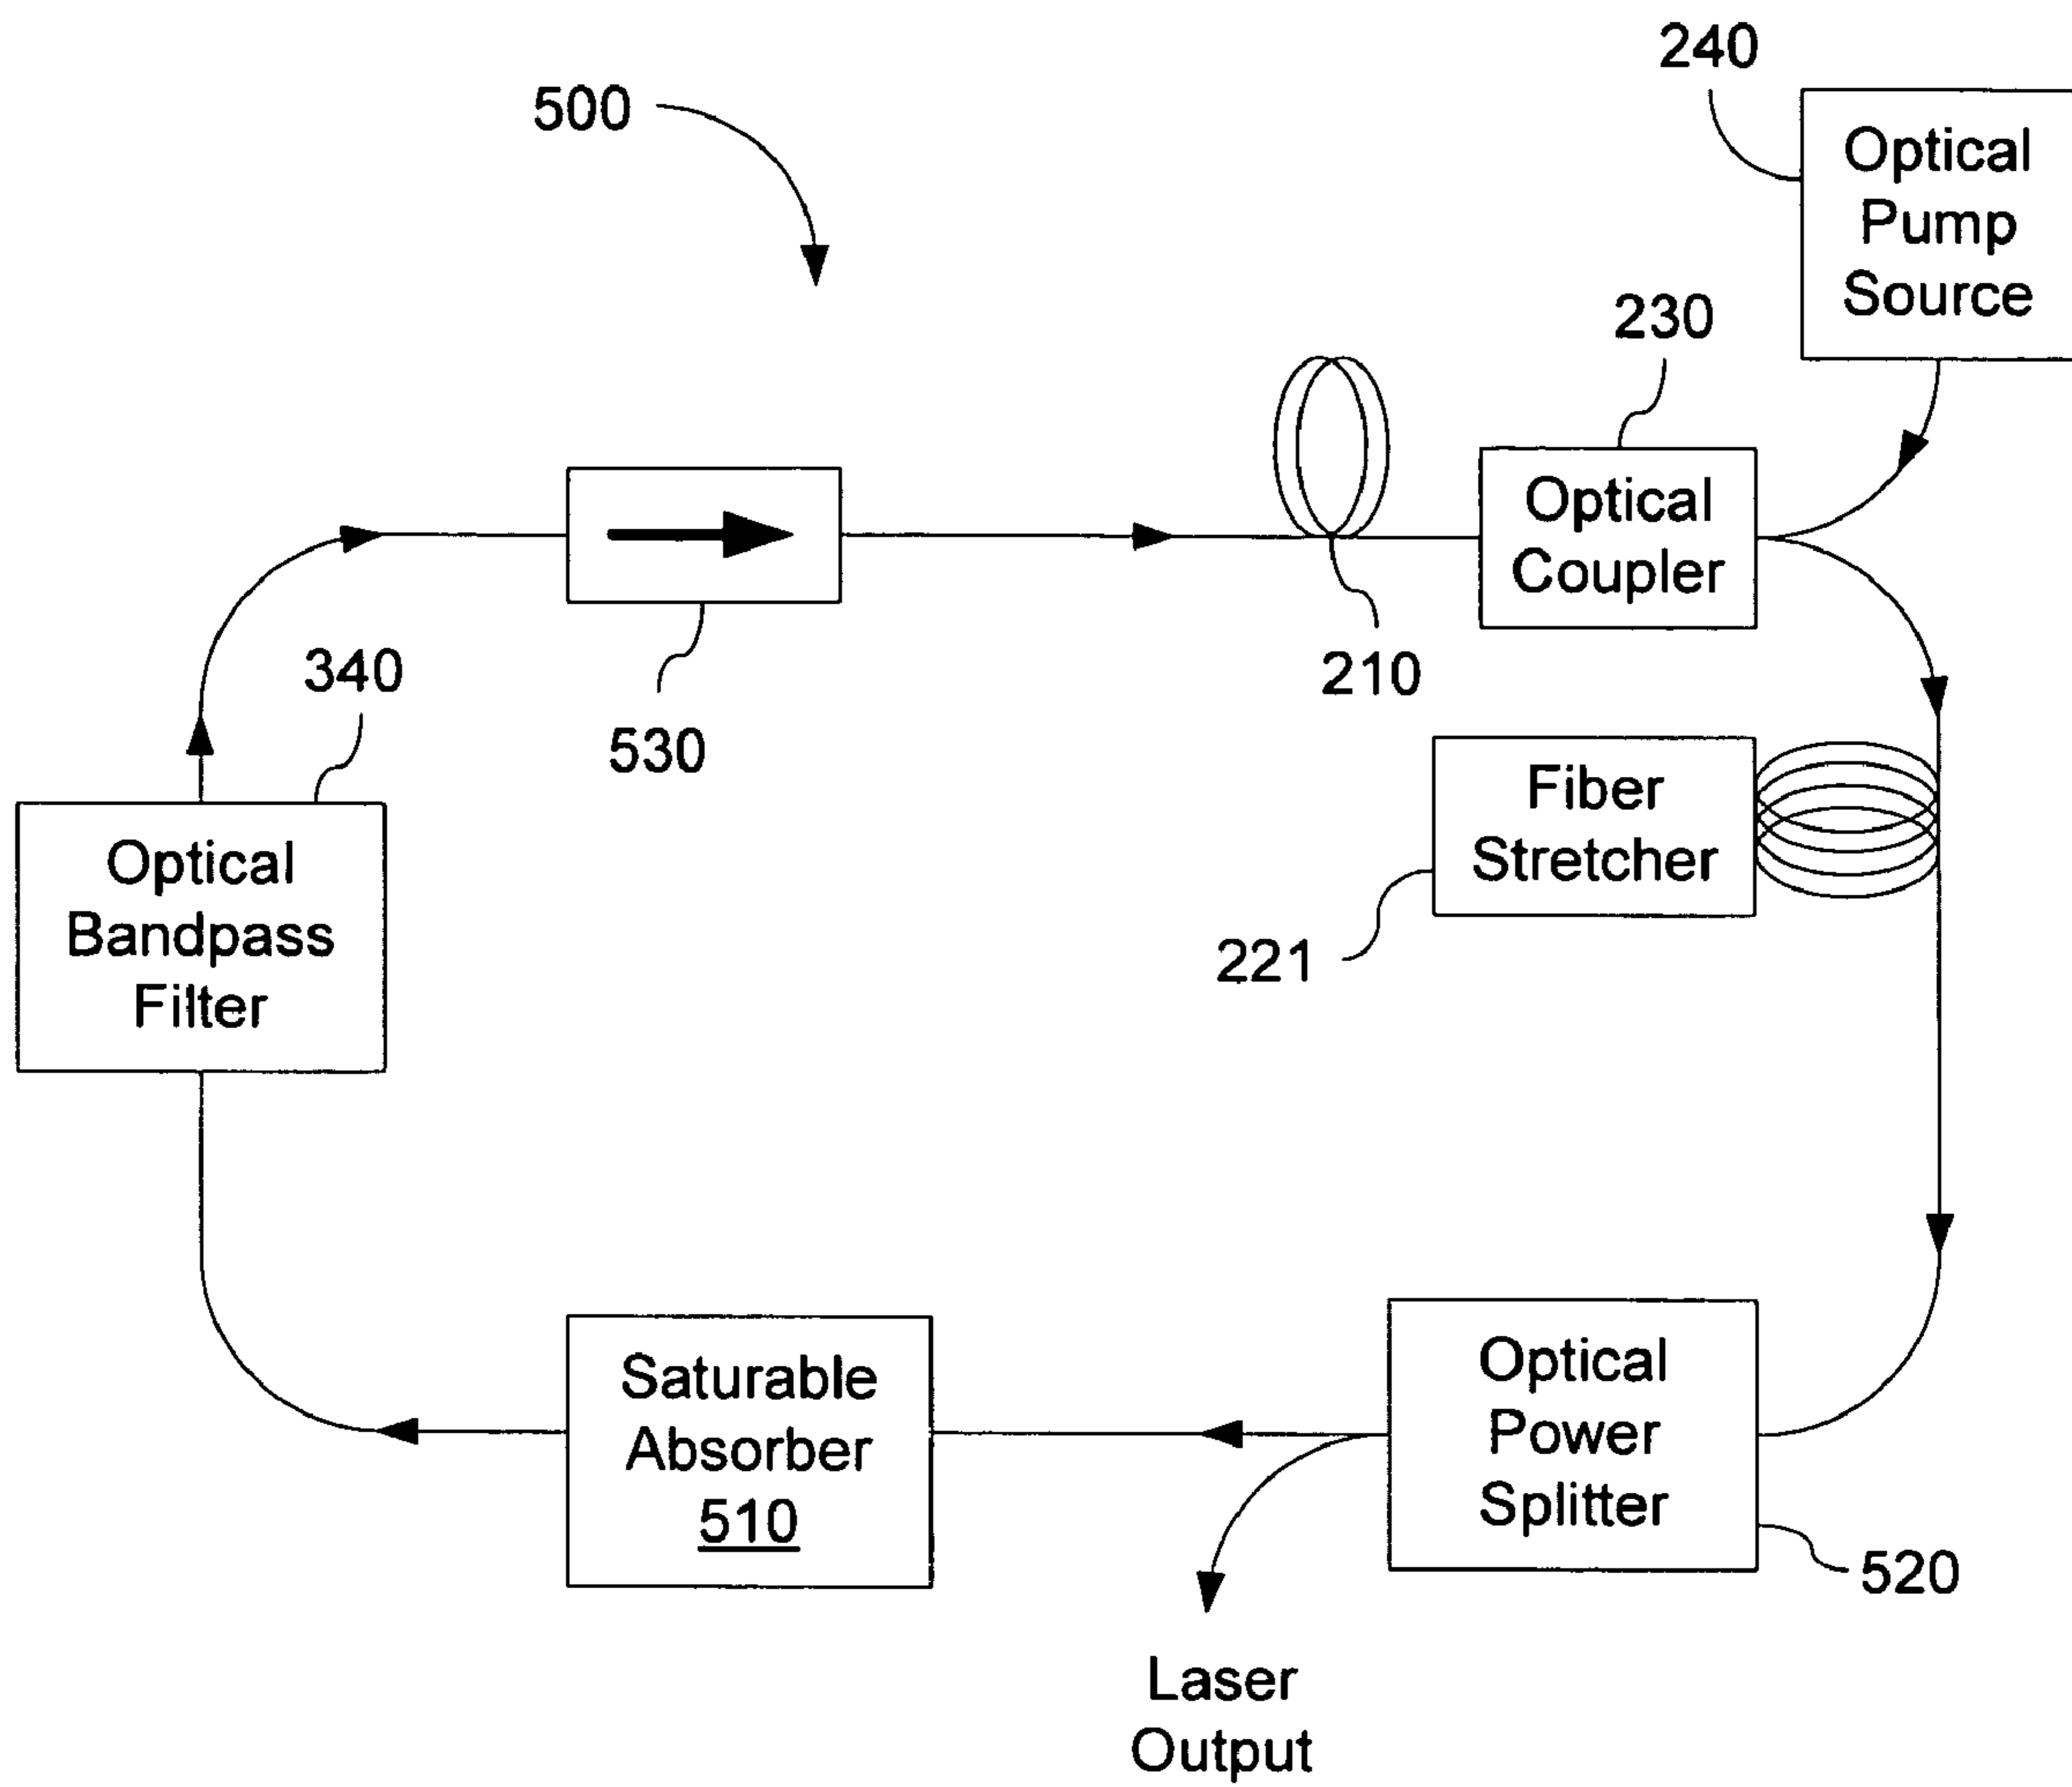 240
500
Optical
Pump
Source
230
Optical
Coupler
210
340
530
Fiber
Stretcher
221
Optical
Bandpass
Filter
Saturable
Absorber
510
Optical
Power
Splitter
520
Laser
Output